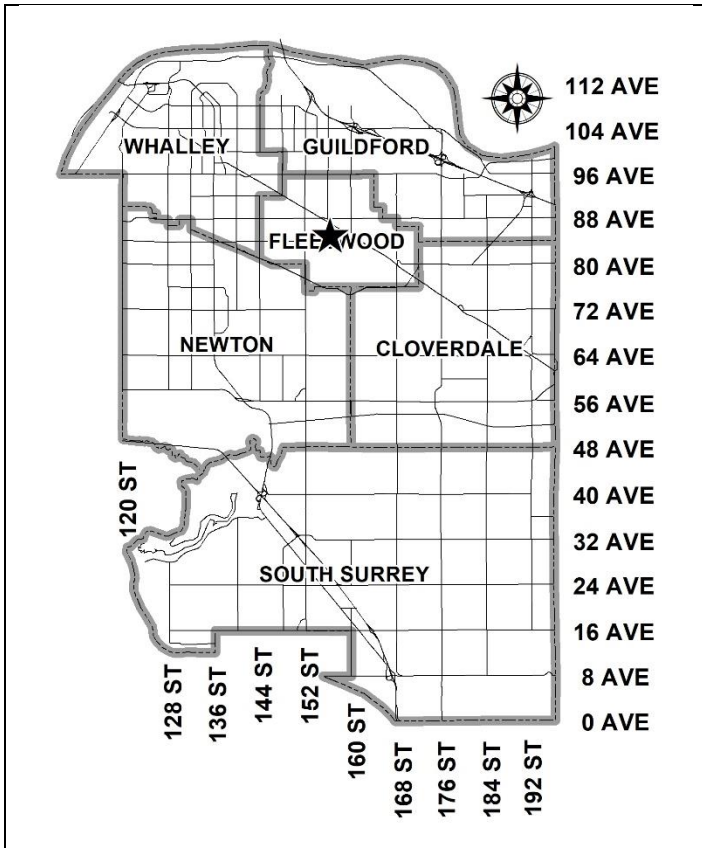 112 AVE
104 AVE
WHALLEY
GUILDFORD
96 AVE
88 AVE
FLEETWOOD
80 AVE
72 AVE
NEWTON
CLOVERDALE
64 AVE
56 AVE
48 AVE
120 ST
40 AVE
32 AVE
SOUTH SURREY
24 AVE
16 AVE
8 AVE
0 AVE
128 ST
136 ST
144 ST
152 ST
160 ST
168 ST
176 ST
184 ST
192 ST